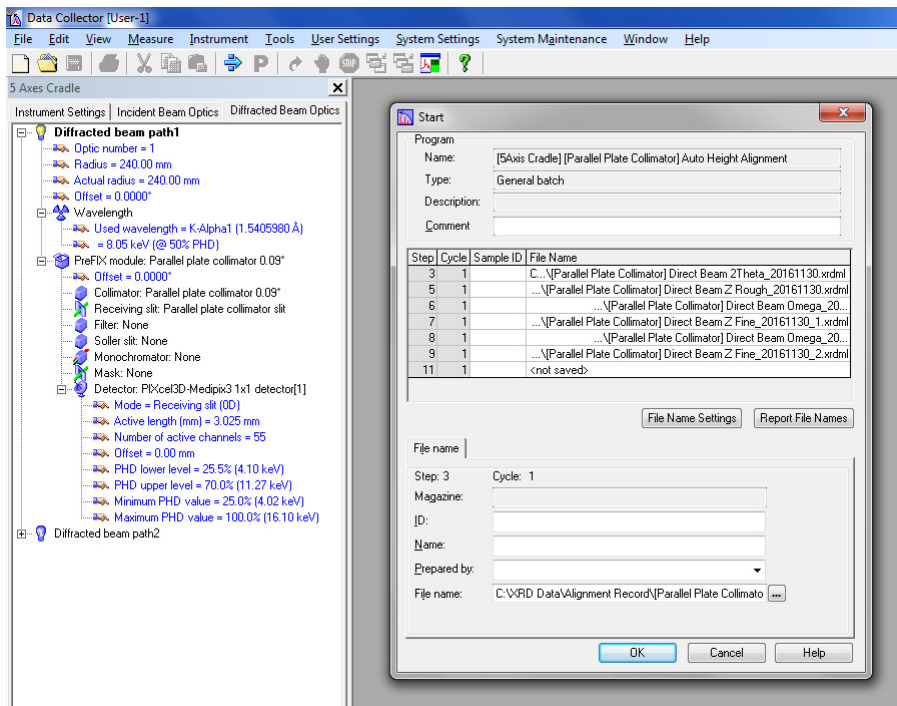 Data Collector [User-1]
File Edit View Measure Instrument Tools User Settings System Settings System Maintenance Window Help
STOP
5 Axes Cradle
Instrument Settings Incident Beam Optics Diffracted Beam Optics
Diffracted beam path1
Optic number = 1
Radius = 240.00 mm
Actual radius = 240.00 mm
Offset = 0.0000°
Wavelength
Used wavelength = K-Alpha1 (1.5405980 Å)
= 8.05 keV (@ 50% PHD)
PreFIX module: Parallel plate collimator 0.09°
Offset = 0.0000°
Collimator: Parallel plate collimator 0.09°
Receiving slit: Parallel plate collimator slit
Filter: None
Soller slit: None
Monochromator: None
Mask: None
Detector: PIXcel3D-Medipix3 1x1 detector[1]
Mode = Receiving slit (0D)
Active length (mm) = 3.025 mm
Number of active channels = 55
Offset = 0.00 mm
PHD lower level = 25.5% (4.10 keV)
PHD upper level = 70.0% (11.27 keV)
Minimum PHD value = 25.0% (4.02 keV)
Maximum PHD value = 100.0% (16.10 keV)
Diffracted beam path2
Start
Program
Name: [5Axis Cradle] [Parallel Plate Collimator] Auto Height Alignment
Type: General batch
Description:
Comment
Step Cycle Sample ID File Name
3 1 C...\[Parallel Plate Collimator] Direct Beam 2Theta_20161130.xrdml
5 1 ...\[Parallel Plate Collimator] Direct Beam Z Rough_20161130.xrdml
6 1 ...\[Parallel Plate Collimator] Direct Beam Omega_20...
7 1 ...\[Parallel Plate Collimator] Direct Beam Z Fine_20161130_1.xrdml
8 1 ...\[Parallel Plate Collimator] Direct Beam Omega_20...
9 1 ...\[Parallel Plate Collimator] Direct Beam Z Fine_20161130_2.xrdml
11 1 <not saved>
File Name Settings Report File Names
File name
Step: 3 Cycle: 1
Magazine:
ID:
Name:
Prepared by:
File name: C:\XRD Data\Alignment Record\[Parallel Plate Collimato ...
OK Cancel Help